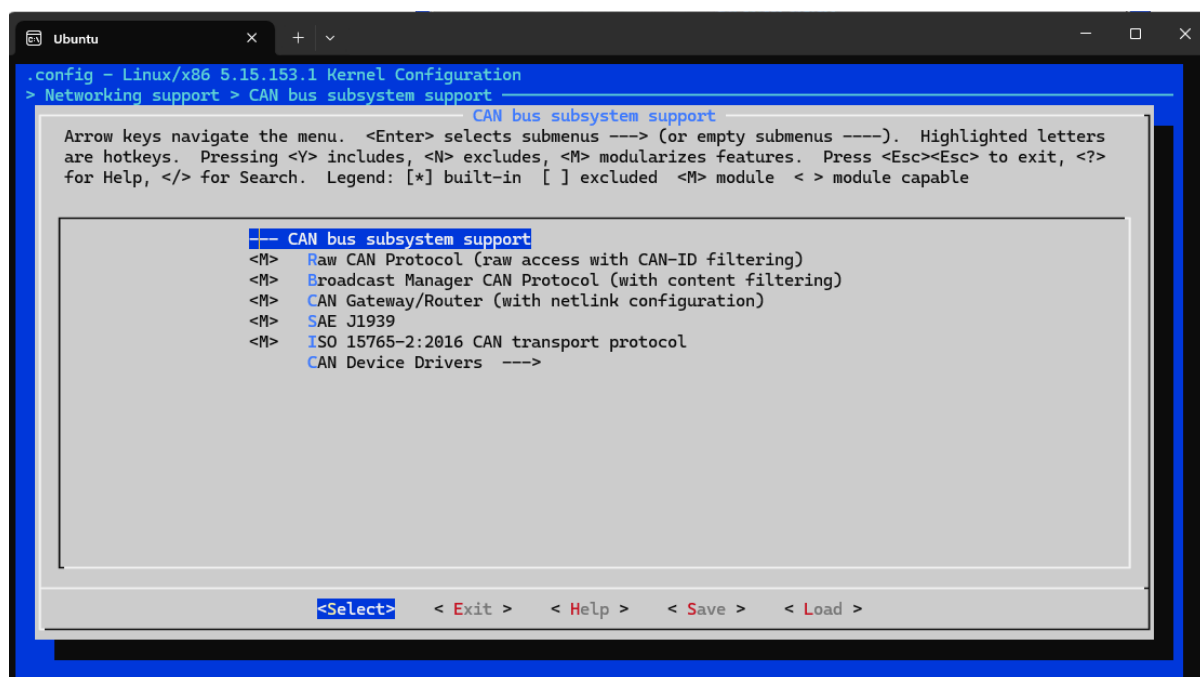 Ubuntu
.config - Linux/x86 5.15.153.1 Kernel Configuration
> Networking support > CAN bus subsystem support
CAN bus subsystem support
Arrow keys navigate the menu.  <Enter> selects submenus ---> (or empty submenus ----).  Highlighted letters
are hotkeys.  Pressing <Y> includes, <N> excludes, <M> modularizes features.  Press <Esc><Esc> to exit, <?>
for Help, </> for Search.  Legend: [*] built-in  [ ] excluded  <M> module  < > module capable
--- CAN bus subsystem support
<M>   Raw CAN Protocol (raw access with CAN-ID filtering)
<M>   Broadcast Manager CAN Protocol (with content filtering)
<M>   CAN Gateway/Router (with netlink configuration)
<M>   SAE J1939
<M>   ISO 15765-2:2016 CAN transport protocol
CAN Device Drivers  --->
<Select>    < Exit >    < Help >    < Save >    < Load >